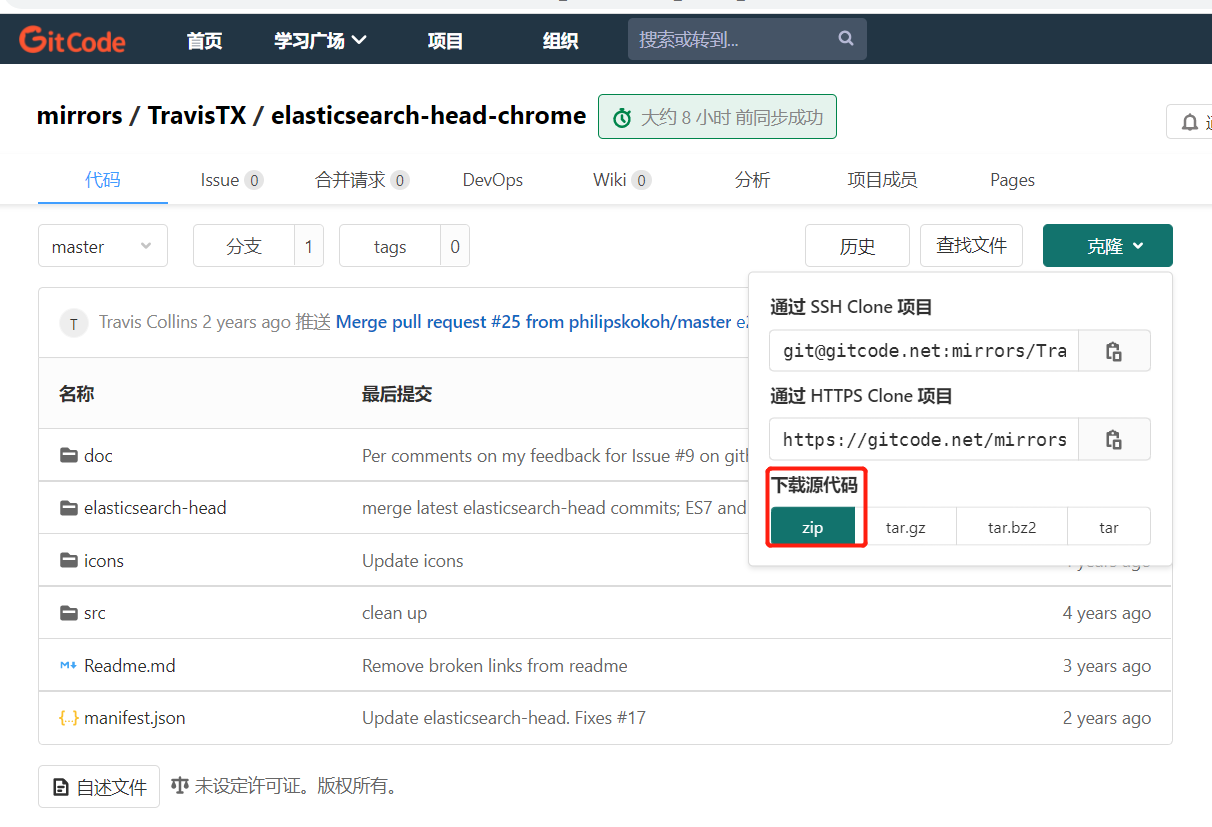 GitCode 首页 学习广场 项目 组织 搜索或转到...
mirrors / TravisTX / elasticsearch-head-chrome 大约 8 小时 前同步成功
代码 Issue 0 合并请求 0 DevOps Wiki 0 分析 项目成员 Pages
master 分支 1 tags 0 历史 查找文件 克隆
通过 SSH Clone 项目
T Travis Collins 2 years ago 推送 Merge pull request #25 from philipskokoh/master
git@gitcode.net:mirrors/Tra
通过 HTTPS Clone 项目
名称 最后提交
https://gitcode.net/mirrors
doc Per comments on my feedback for Issue #9 on
下载源代码
elasticsearch-head merge latest elasticsearch-head commits; ES7 and
zip tar.gz tar.bz2 tar
icons Update icons years ago
src clean up 4 years ago
Readme.md Remove broken links from readme 3 years ago
manifest.json Update elasticsearch-head. Fixes #17 2 years ago
自述文件 未设定许可证。版权所有。